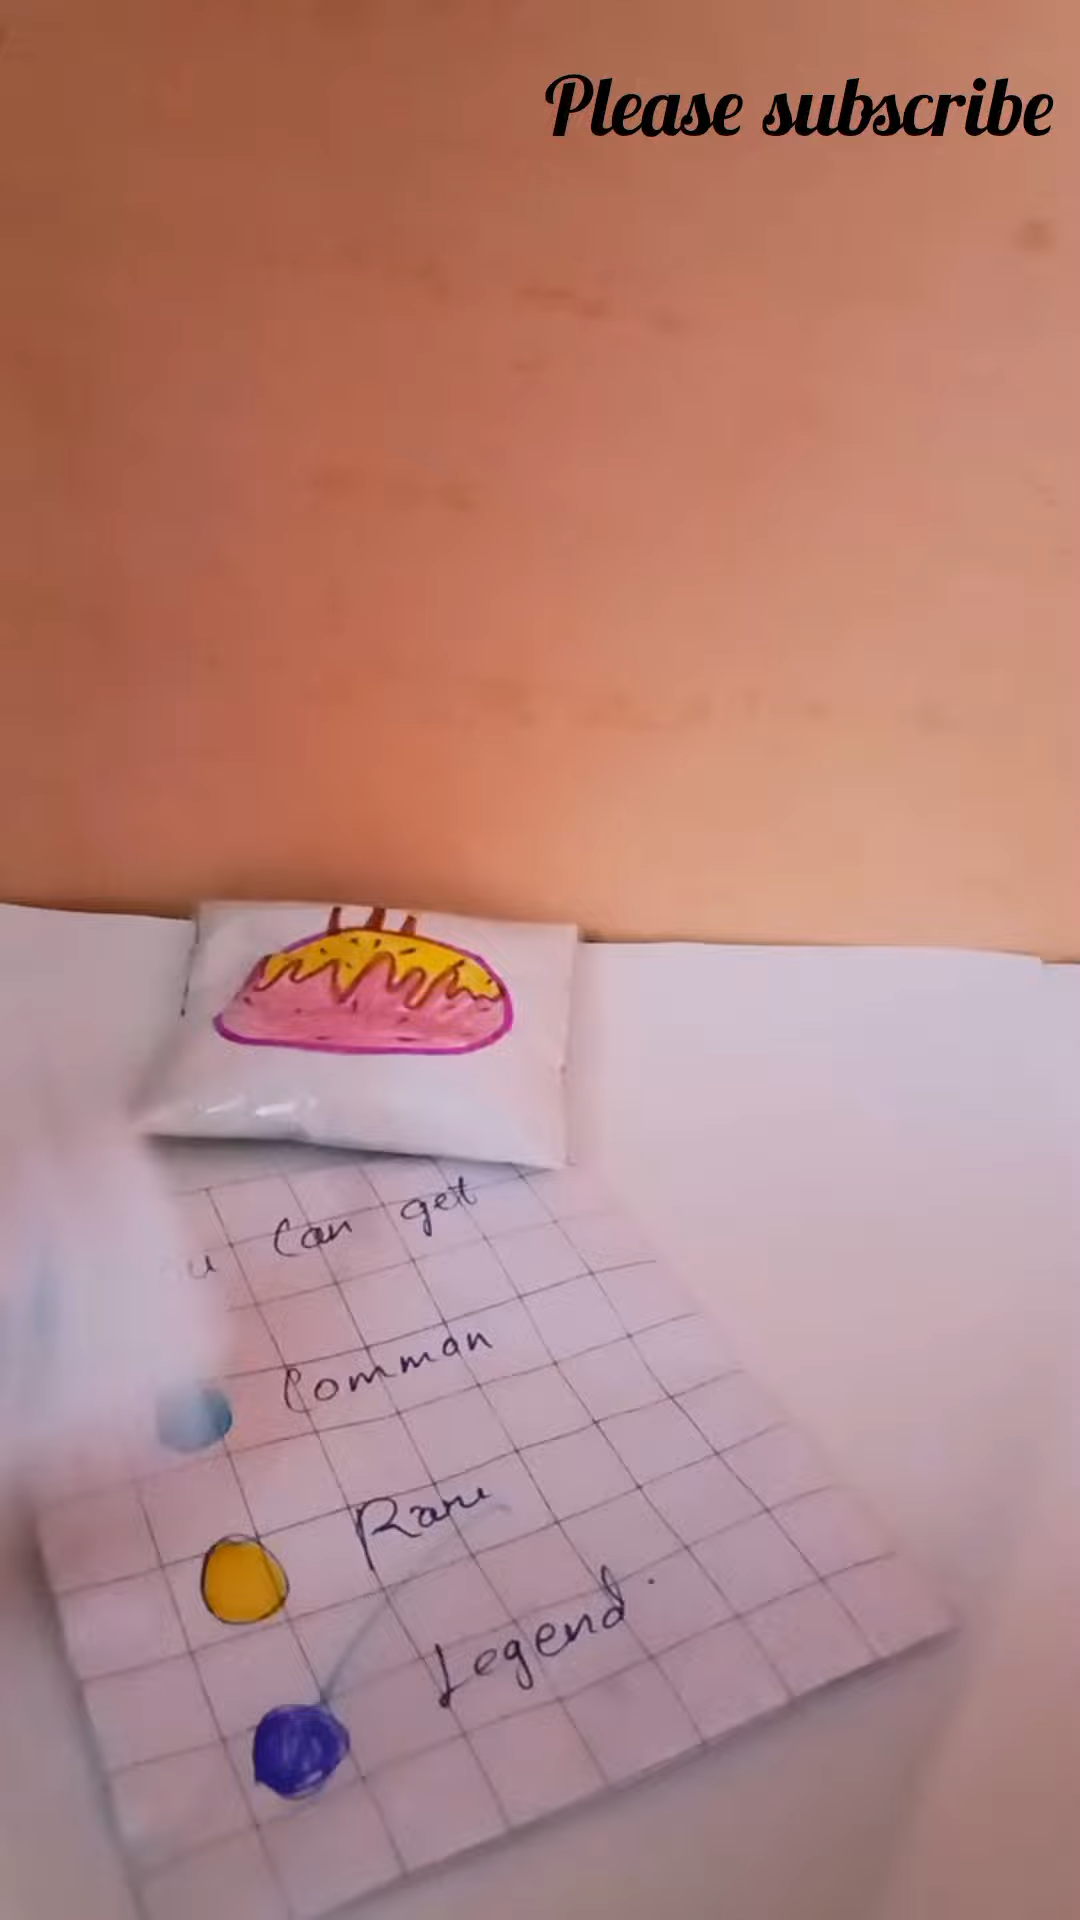 Please subscribe
u can get
Comman
Rare
Legend.